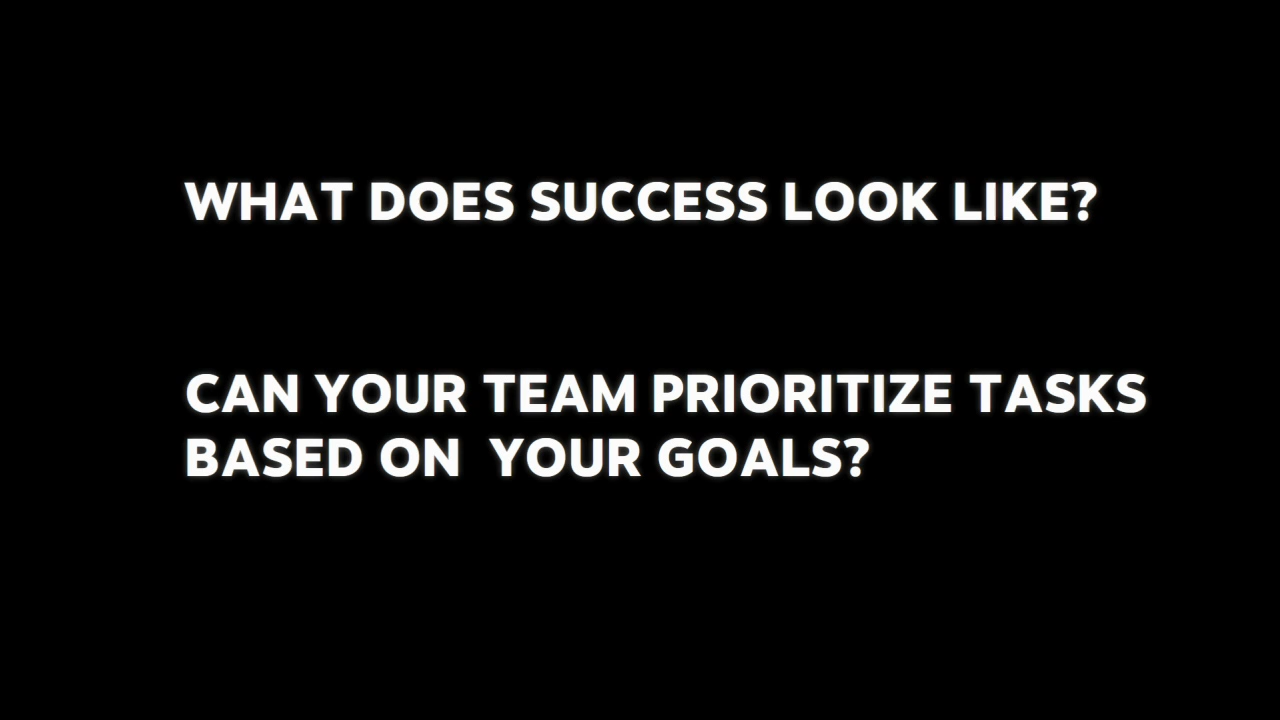 WHAT DOES SUCCESS LOOK LIKE?
CAN YOUR TEAM PRIORITIZE TASKS
BASED ON  YOUR GOALS?